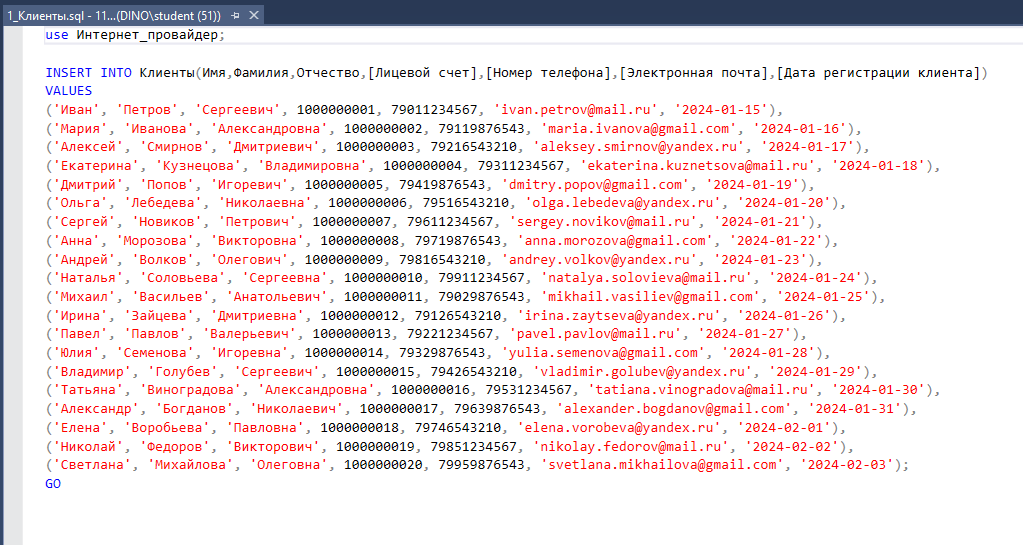 1_Клиенты.sql - 11...(DINO\student (51))
use Интернет_провайдер;
INSERT INTO Клиенты(Имя,Фамилия,Отчество,[Лицевой счет],[Номер телефона],[Электронная почта],[Дата регистрации клиента])
VALUES
('Иван', 'Петров', 'Сергеевич', 1000000001, 79011234567, 'ivan.petrov@mail.ru', '2024-01-15'),
('Мария', 'Иванова', 'Александровна', 1000000002, 79119876543, 'maria.ivanova@gmail.com', '2024-01-16'),
('Алексей', 'Смирнов', 'Дмитриевич', 1000000003, 79216543210, 'aleksey.smirnov@yandex.ru', '2024-01-17'),
('Екатерина', 'Кузнецова', 'Владимировна', 1000000004, 79311234567, 'ekaterina.kuznetsova@mail.ru', '2024-01-18'),
('Дмитрий', 'Попов', 'Игоревич', 1000000005, 79419876543, 'dmitry.popov@gmail.com', '2024-01-19'),
('Ольга', 'Лебедева', 'Николаевна', 1000000006, 79516543210, 'olga.lebedeva@yandex.ru', '2024-01-20'),
('Сергей', 'Новиков', 'Петрович', 1000000007, 79611234567, 'sergey.novikov@mail.ru', '2024-01-21'),
('Анна', 'Морозова', 'Викторовна', 1000000008, 79719876543, 'anna.morozova@gmail.com', '2024-01-22'),
('Андрей', 'Волков', 'Олегович', 1000000009, 79816543210, 'andrey.volkov@yandex.ru', '2024-01-23'),
('Наталья', 'Соловьева', 'Сергеевна', 1000000010, 79911234567, 'natalya.solovieva@mail.ru', '2024-01-24'),
('Михаил', 'Васильев', 'Анатольевич', 1000000011, 79029876543, 'mikhail.vasiliev@gmail.com', '2024-01-25'),
('Ирина', 'Зайцева', 'Дмитриевна', 1000000012, 79126543210, 'irina.zaytseva@yandex.ru', '2024-01-26'),
('Павел', 'Павлов', 'Валерьевич', 1000000013, 79221234567, 'pavel.pavlov@mail.ru', '2024-01-27'),
('Юлия', 'Семенова', 'Игоревна', 1000000014, 79329876543, 'yulia.semenova@gmail.com', '2024-01-28'),
('Владимир', 'Голубев', 'Сергеевич', 1000000015, 79426543210, 'vladimir.golubev@yandex.ru', '2024-01-29'),
('Татьяна', 'Виноградова', 'Александровна', 1000000016, 79531234567, 'tatiana.vinogradova@mail.ru', '2024-01-30'),
('Александр', 'Богданов', 'Николаевич', 1000000017, 79639876543, 'alexander.bogdanov@gmail.com', '2024-01-31'),
('Елена', 'Воробьева', 'Павловна', 1000000018, 79746543210, 'elena.vorobeva@yandex.ru', '2024-02-01'),
('Николай', 'Федоров', 'Викторович', 1000000019, 79851234567, 'nikolay.fedorov@mail.ru', '2024-02-02'),
('Светлана', 'Михайлова', 'Олеговна', 1000000020, 79959876543, 'svetlana.mikhailova@gmail.com', '2024-02-03');
GO